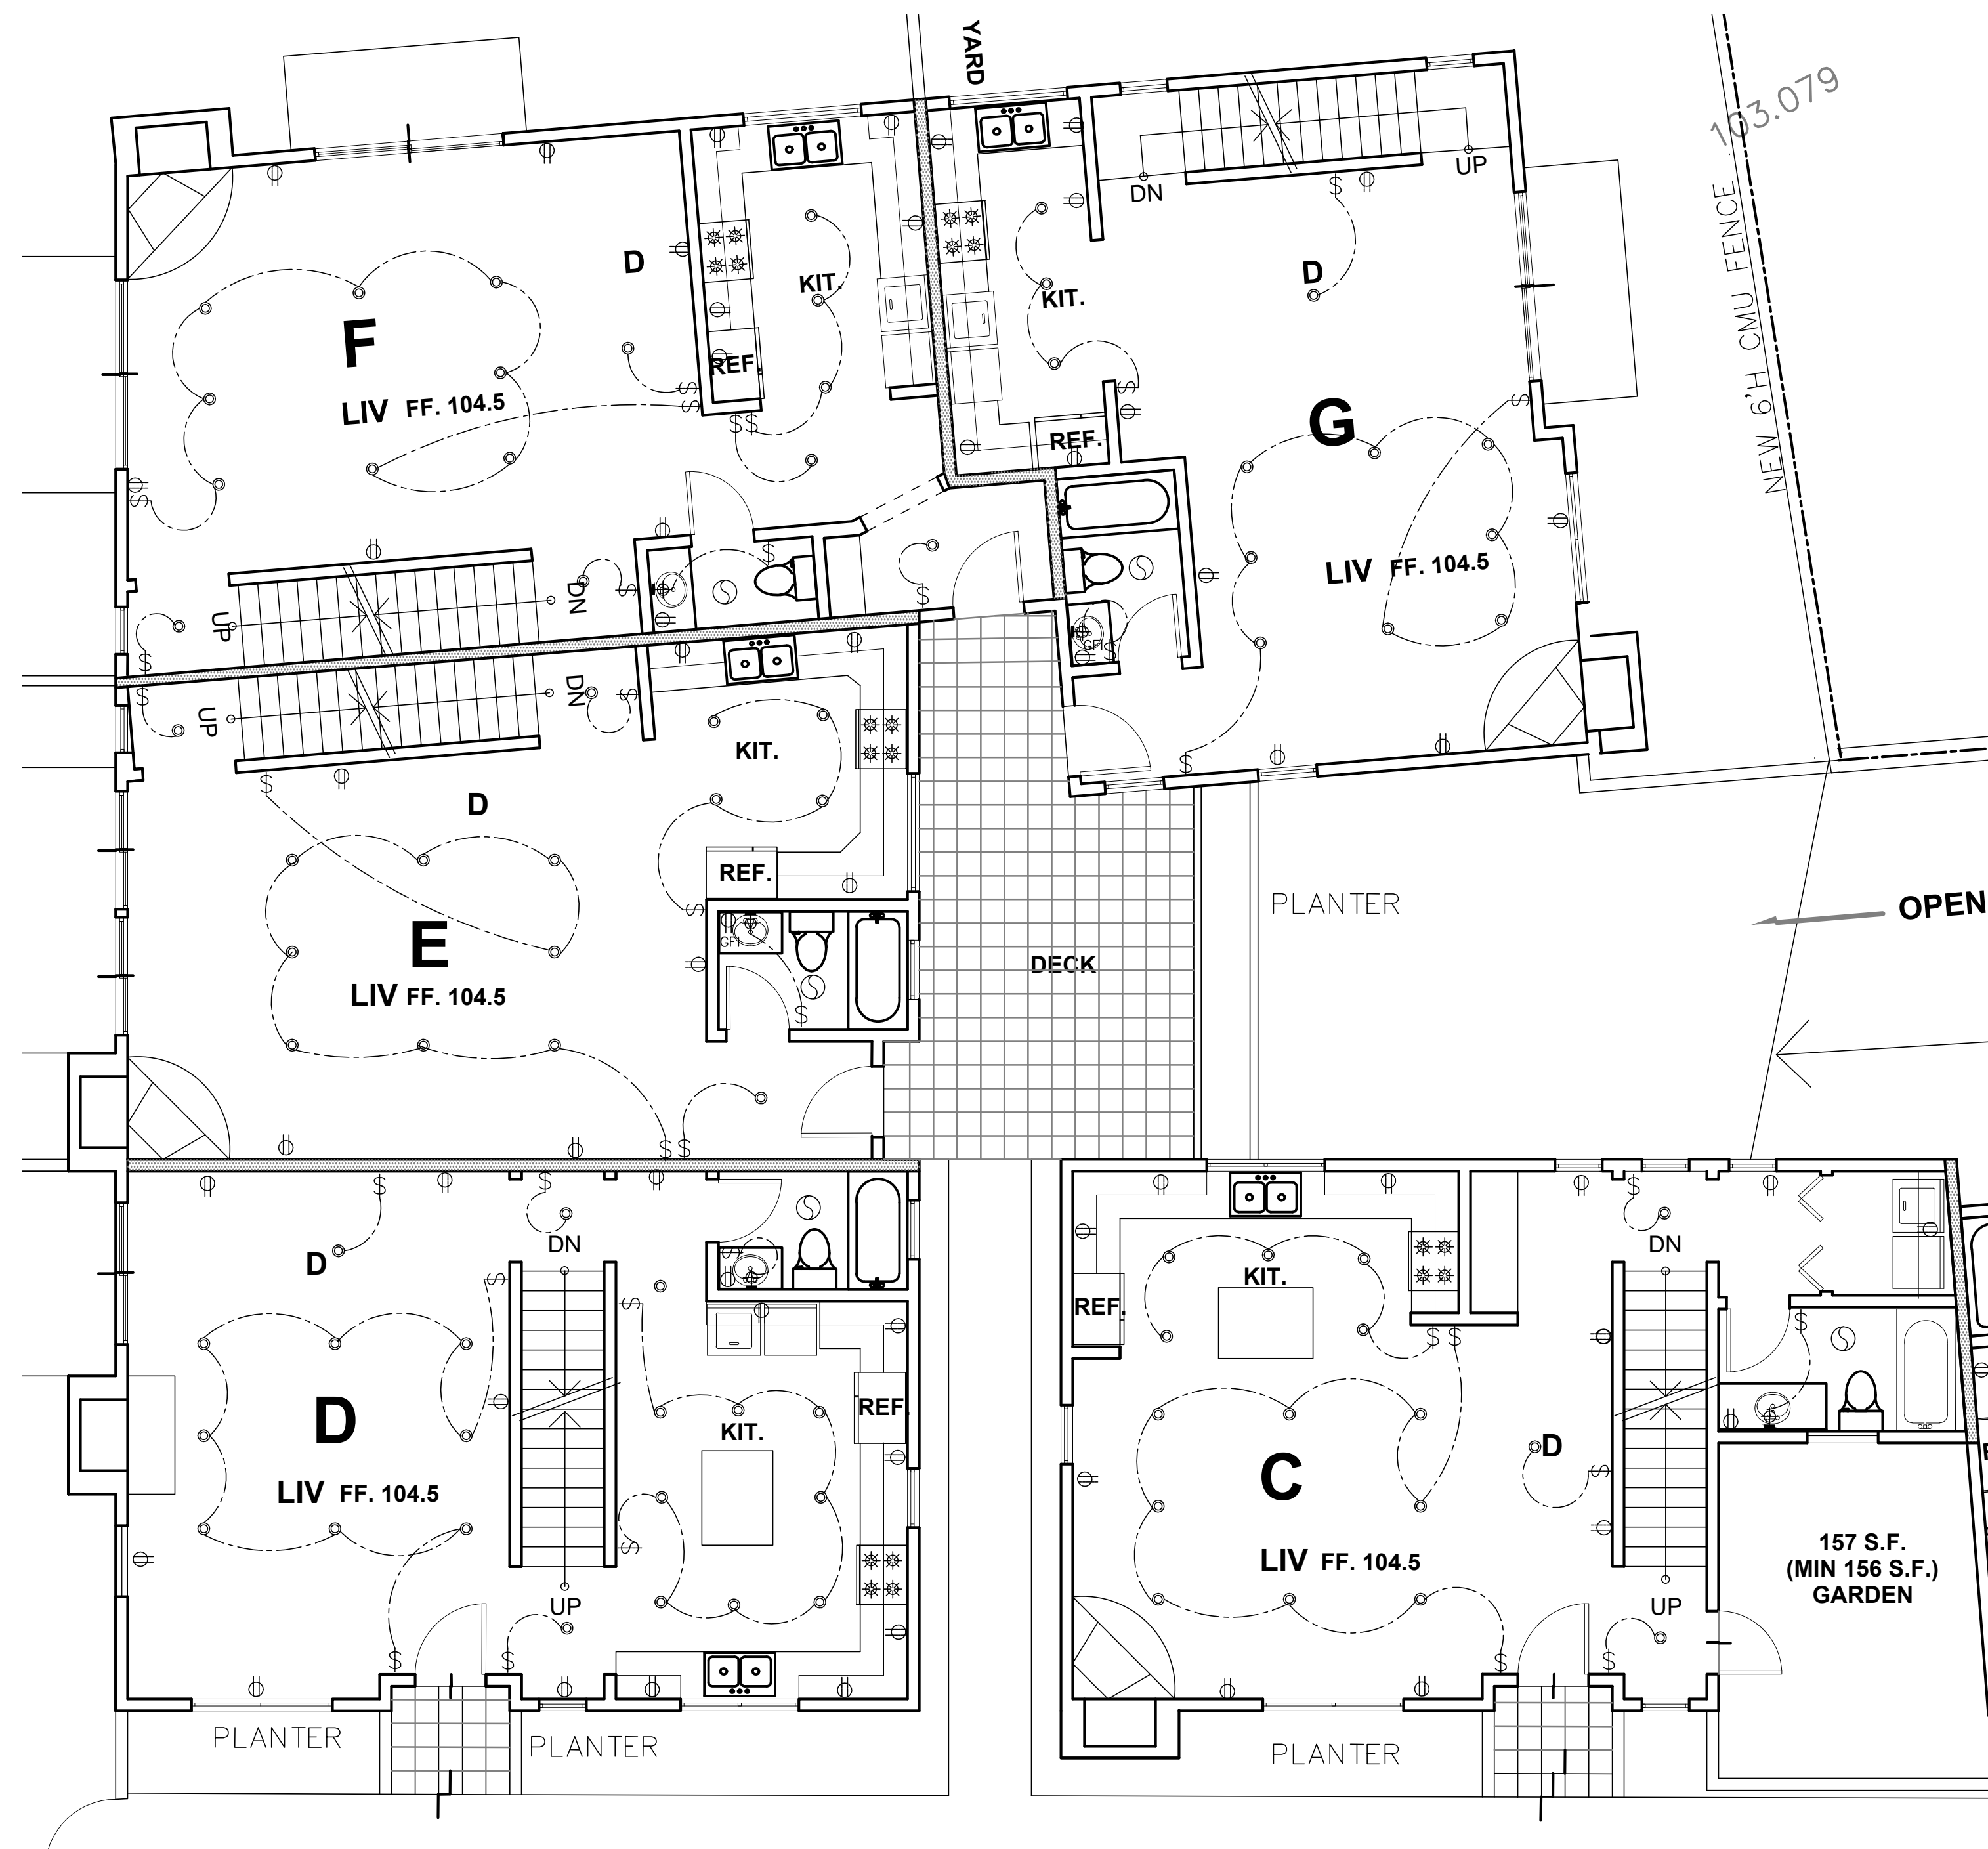 YARD
103.079
NEW 6'H CMU FENCE
DN
UP
D
KIT.
F
LIV FF. 104.5
REF.
D
KIT.
G
REF.
LIV FF. 104.5
GFI
UP
DN
UP
DN
KIT.
D
REF.
E
LIV FF. 104.5
GFI
DECK
PLANTER
OPEN
D
DN
D
KIT.
REF.
LIV FF. 104.5
UP
PLANTER
PLANTER
KIT.
REF.
DN
D
C
LIV FF. 104.5
UP
157 S.F.
(MIN 156 S.F.)
GARDEN
PLANTER